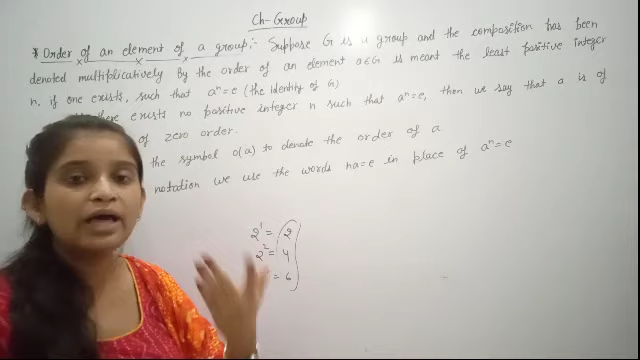 Ch-Group
* Order of an element of a group:- Suppose G is a group and the composition has been
denoted multiplicatively By the order of an element a∈G is meant the least positive integer
n, if one exists, such that aⁿ=e (the identity of G)
there exists no positive integer n such that aⁿ=e, then we say that a is of
of zero order.
the symbol o(a) to denote the order of a
notation we use the words na=e in place of aⁿ=e
2¹ = 2
2² = 4
= 6